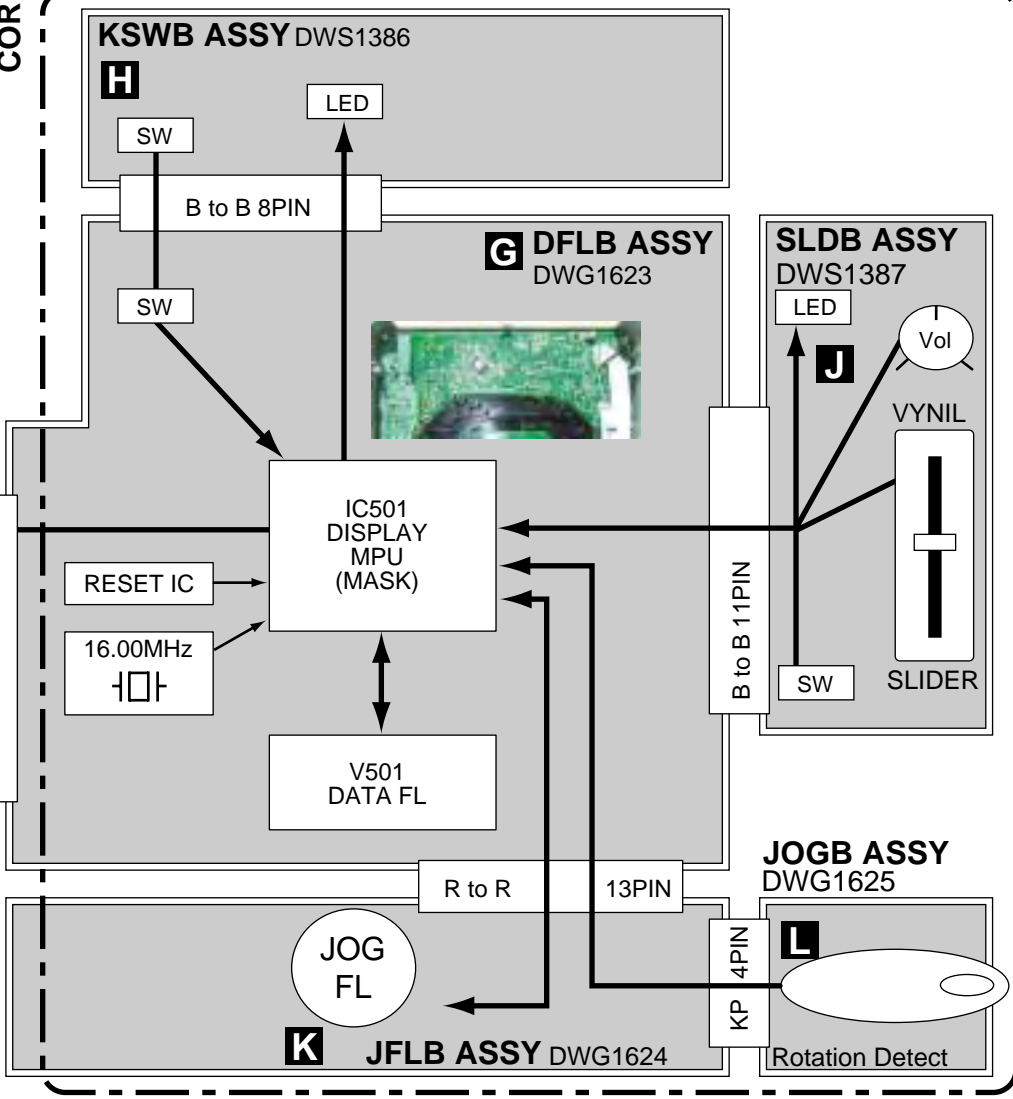 COR
KSWB ASSY DWS1386
H
LED
SW
B to B 8PIN
G DFLB ASSY
DWG1623
SW
SLDB ASSY
DWS1387
LED
J
Vol
VYNIL
IC501
DISPLAY
MPU
(MASK)
RESET IC
16.00MHz
B to B 11PIN
SW
SLIDER
V501
DATA FL
R to R 13PIN
JOGB ASSY
DWG1625
JOG
FL
KP 4PIN
L
K JFLB ASSY DWG1624
Rotation Detect